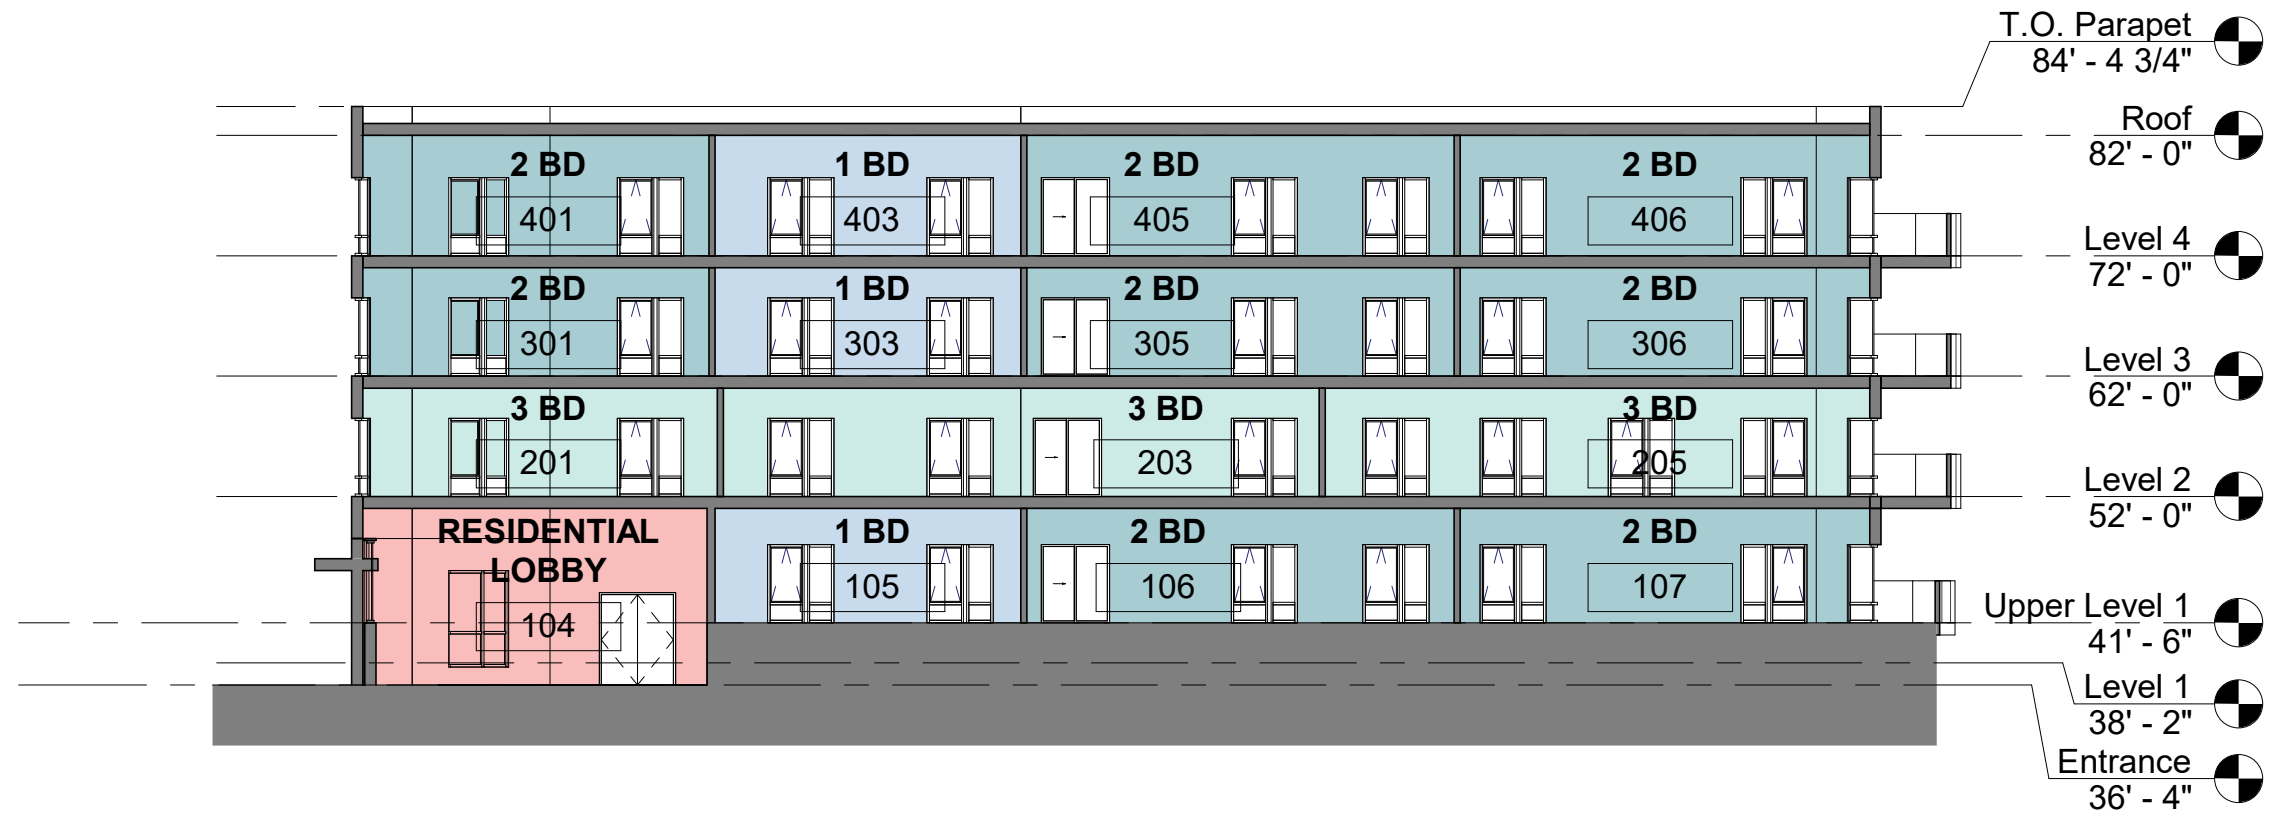 T.O. Parapet
84' - 4 3/4"
Roof
82' - 0"
2 BD
1 BD
2 BD
2 BD
401
403
405
406
Level 4
72' - 0"
2 BD
1 BD
2 BD
2 BD
301
303
305
306
Level 3
62' - 0"
3 BD
3 BD
3 BD
201
203
205
Level 2
52' - 0"
RESIDENTIAL
LOBBY
104
1 BD
2 BD
2 BD
105
106
107
Upper Level 1
41' - 6"
Level 1
38' - 2"
Entrance
36' - 4"